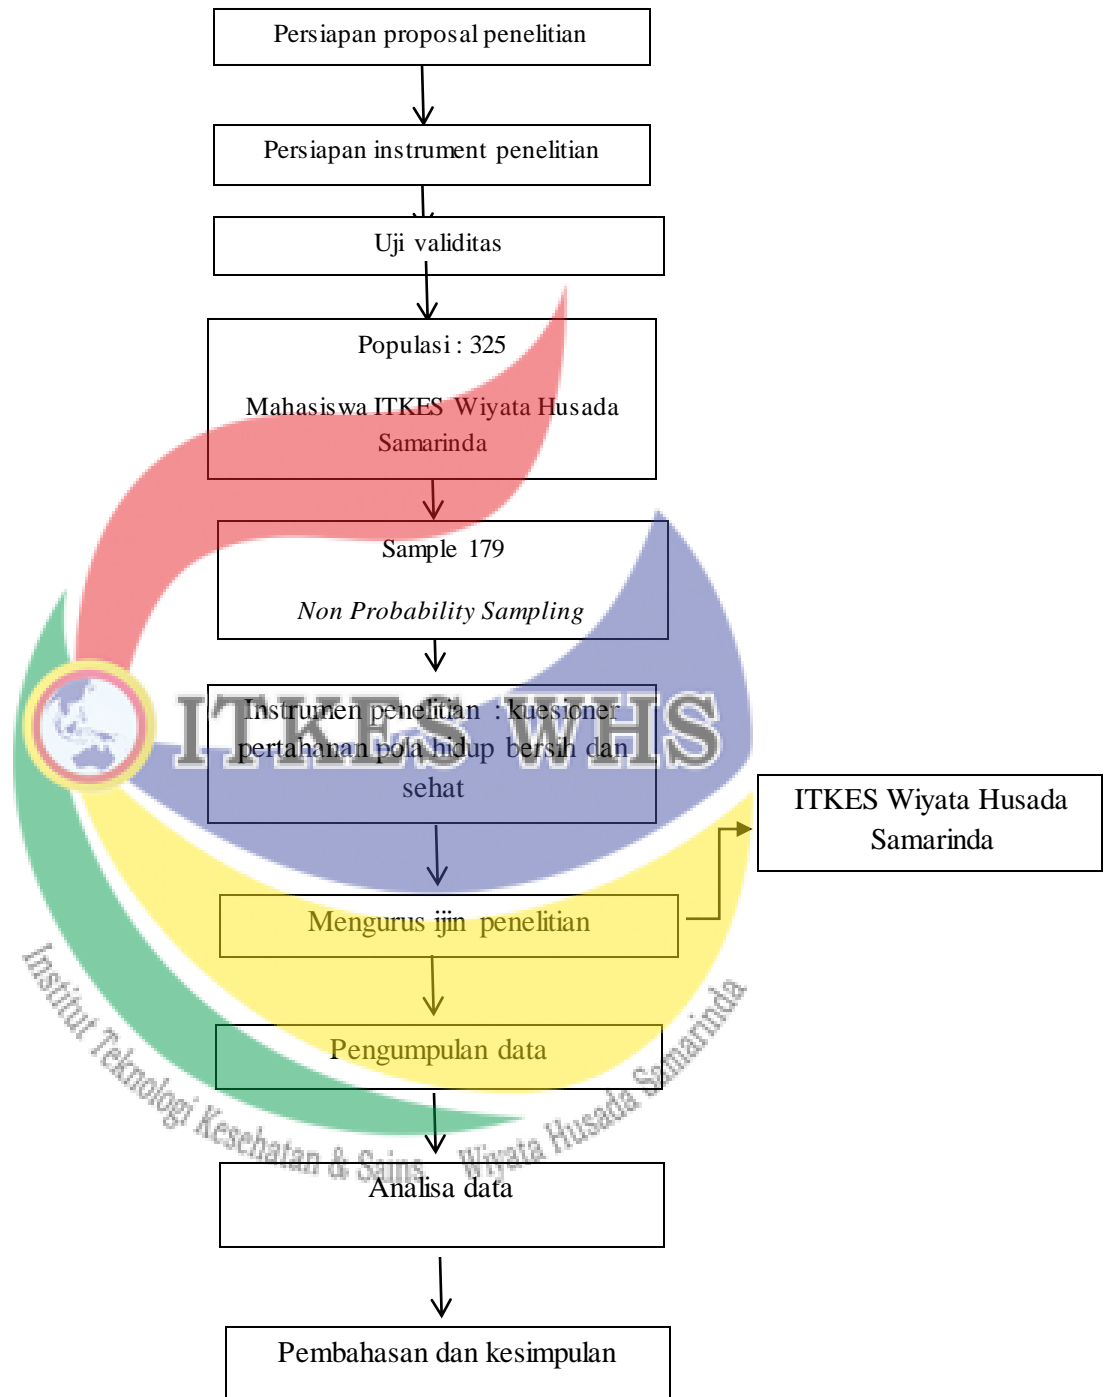 Persiapan proposal penelitian
Persiapan instrument penelitian
Uji validitas
Populasi : 325
Mahasiswa ITKES Wiyata Husada
Samarinda
Sample 179
Non Probability Sampling
ITKES WHS
Instrumen penelitian : kuesioner
pertahanan pola hidup bersih dan
sehat
ITKES Wiyata Husada
Samarinda
Mengurus ijin penelitian
Pengumpulan data
Institut Teknologi Kesehatan & Sains Wiyata Husada Samarinda
Analisa data
Pembahasan dan kesimpulan